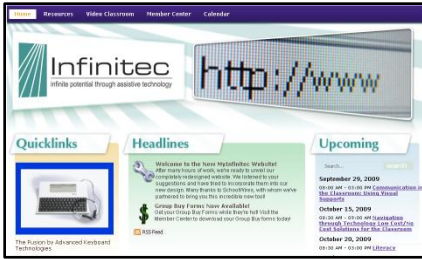 Home Resources Video Classroom Member Center Calendar
Infinitec
infinite potential through assistive technology
http://www
Quicklinks
The Fusion by Advanced Keyboard
Technologies
Headlines
Welcome to the New MyInfinitec Website!
After many hours of work, we're ready to unveil our
completely redesigned website. We listened to your
suggestions and have tried to incorporate them into our
new design. Many thanks to SchoolWires, with whom we've
partnered to bring you this incredible new tool!
Group Buy Forms Now Available!
Get your Group Buy Forms while they're hot! Visit the
Member Center to download your Group Buy forms today!
RSS Feed
Upcoming
Search...
September 29, 2009
08:30 AM - 03:00 PM Communication in
the Classroom: Using Visual
Supports
October 15, 2009
08:30 AM - 03:00 PM Navigation
through Technology Low Cost/No
Cost Solutions for the Classroom
October 20, 2009
08:30 AM - 03:00 PM Literacy